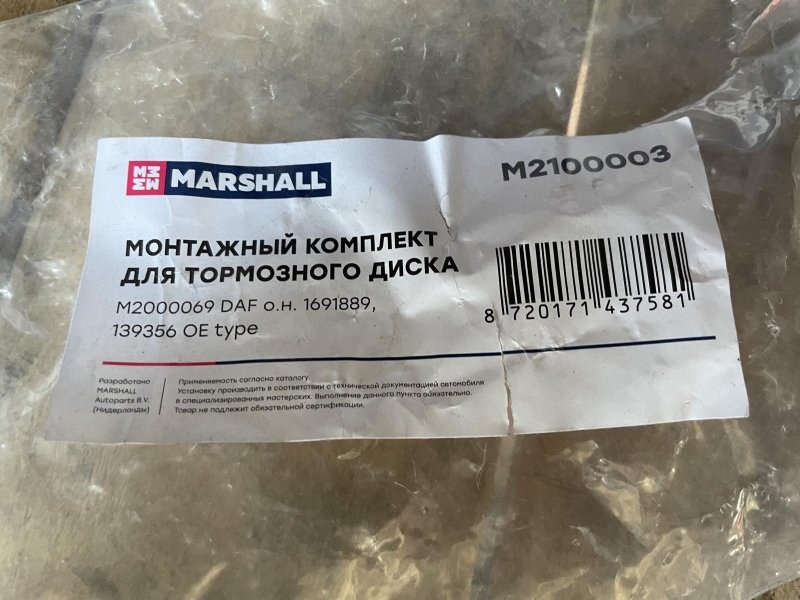 MARSHALL
M2100003
МОНТАЖНЫЙ КОМПЛЕКТ
ДЛЯ ТОРМОЗНОГО ДИСКА
M2000069 DAF о.н. 1691889,
139356 OE type
8 720171 437581
Разработано
MARSHALL
Autoparts B.V.
(Нидерланды)
Применяемость согласно каталогу.
Установку производить в соответствии с технической документацией автомобиля
в специализированных мастерских. Выполнение данного пункта обязательно.
Товар не подлежит обязательной сертификации.